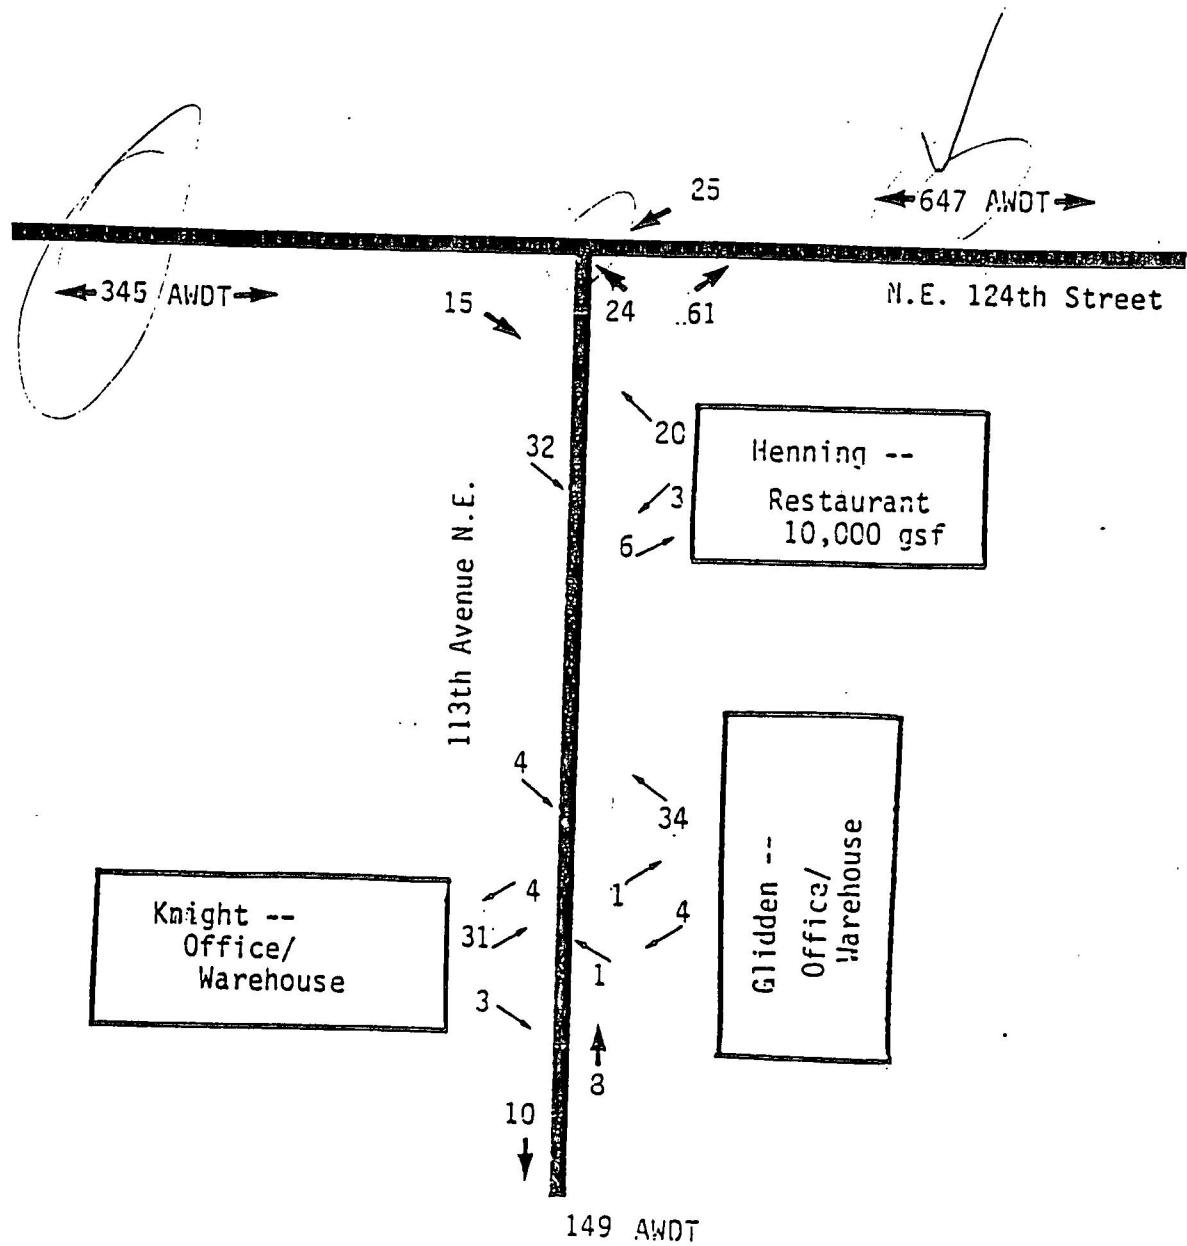 25
647 AWDT
345 AWDT
N.E. 124th Street
15
24
61
20
32
Henning --
Restaurant
10,000 gsf
3
6
113th Avenue N.E.
4
34
Glidden --
Office/
Warehouse
4
1
4
Knight --
Office/
Warehouse
31
1
3
8
10
149 AWDT